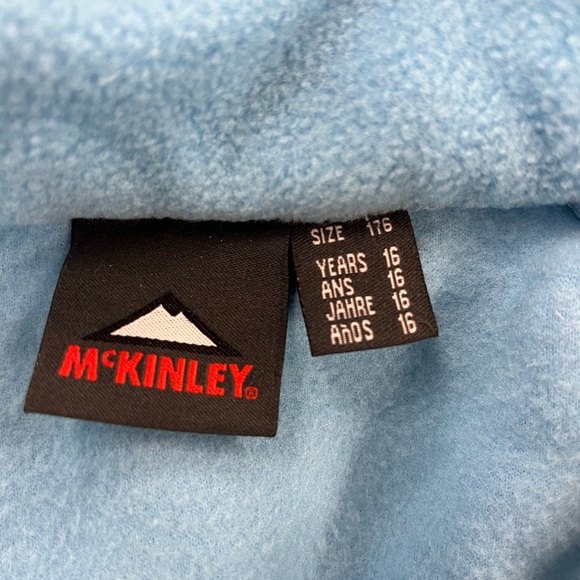 McKINLEY®
SIZE 176
YEARS 16
ANS 16
JAHRE 16
AñOS 16